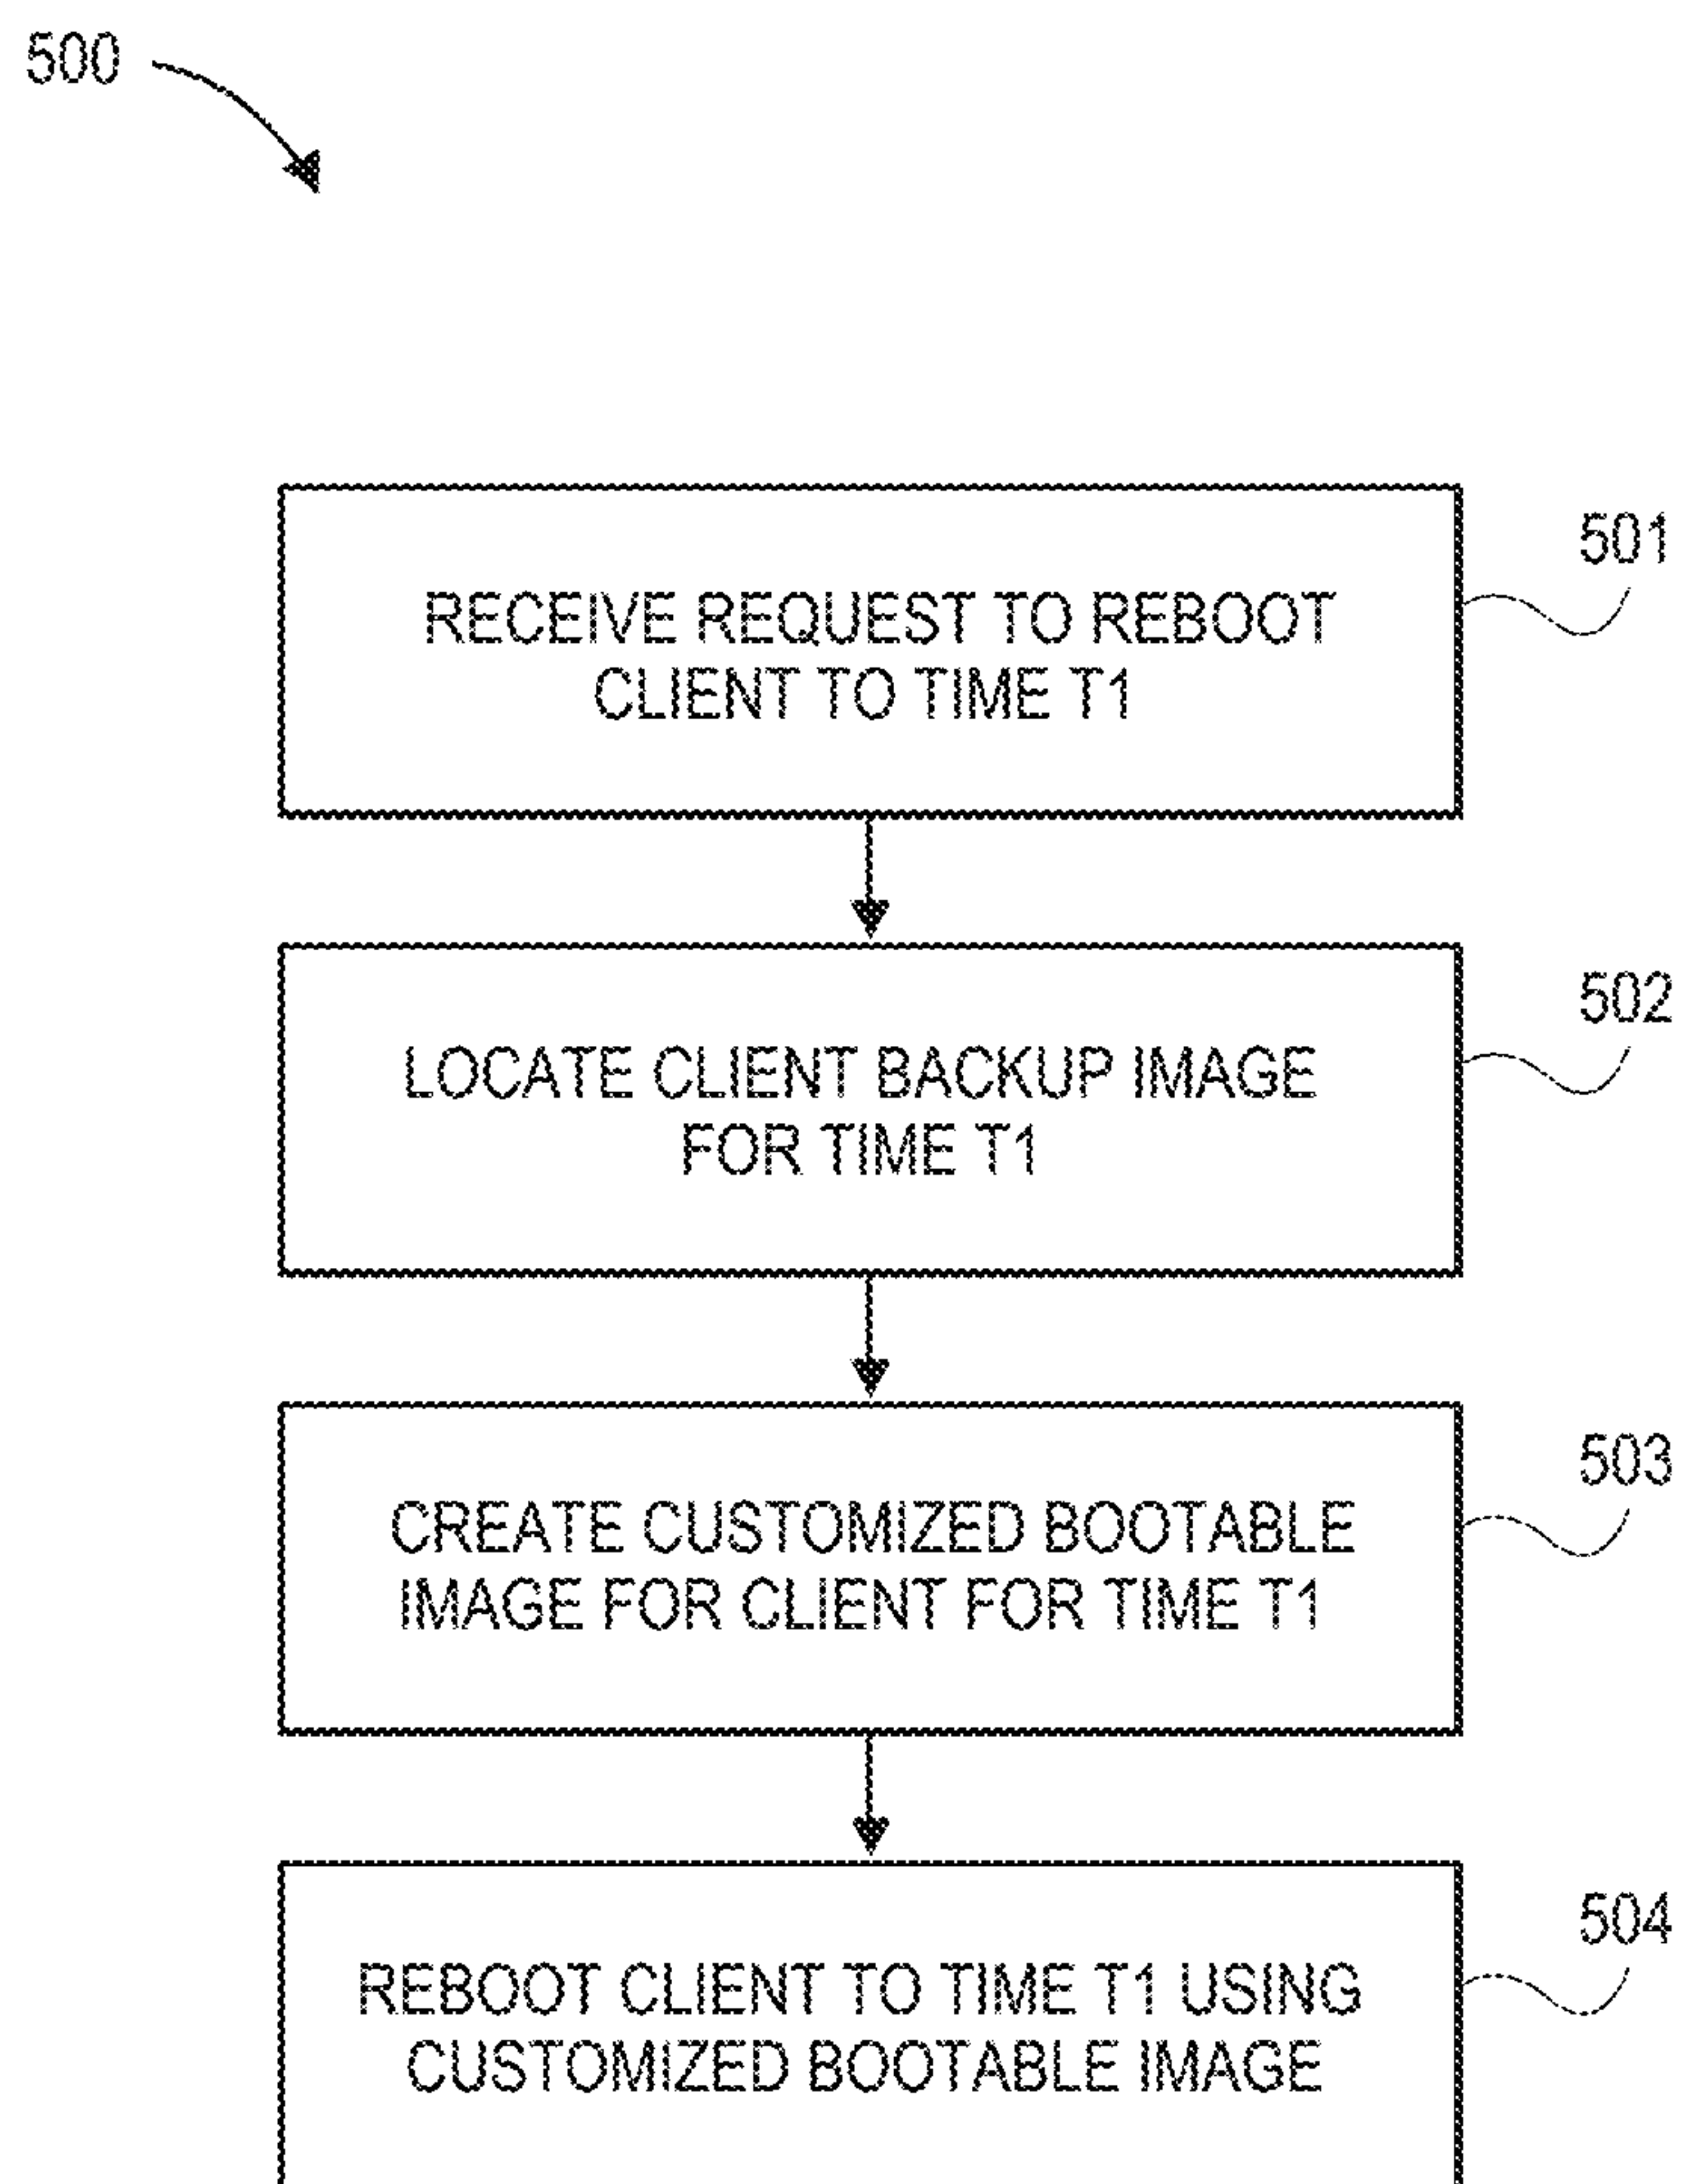 500
501
RECEIVE REQUEST TO REBOOT
CLIENT TO TIME T1
502
LOCATE CLIENT BACKUP IMAGE
FOR TIME T1
503
CREATE CUSTOMIZED BOOTABLE
IMAGE FOR CLIENT FOR TIME T1
504
REBOOT CLIENT TO TIME T1 USING
CUSTOMIZED BOOTABLE IMAGE